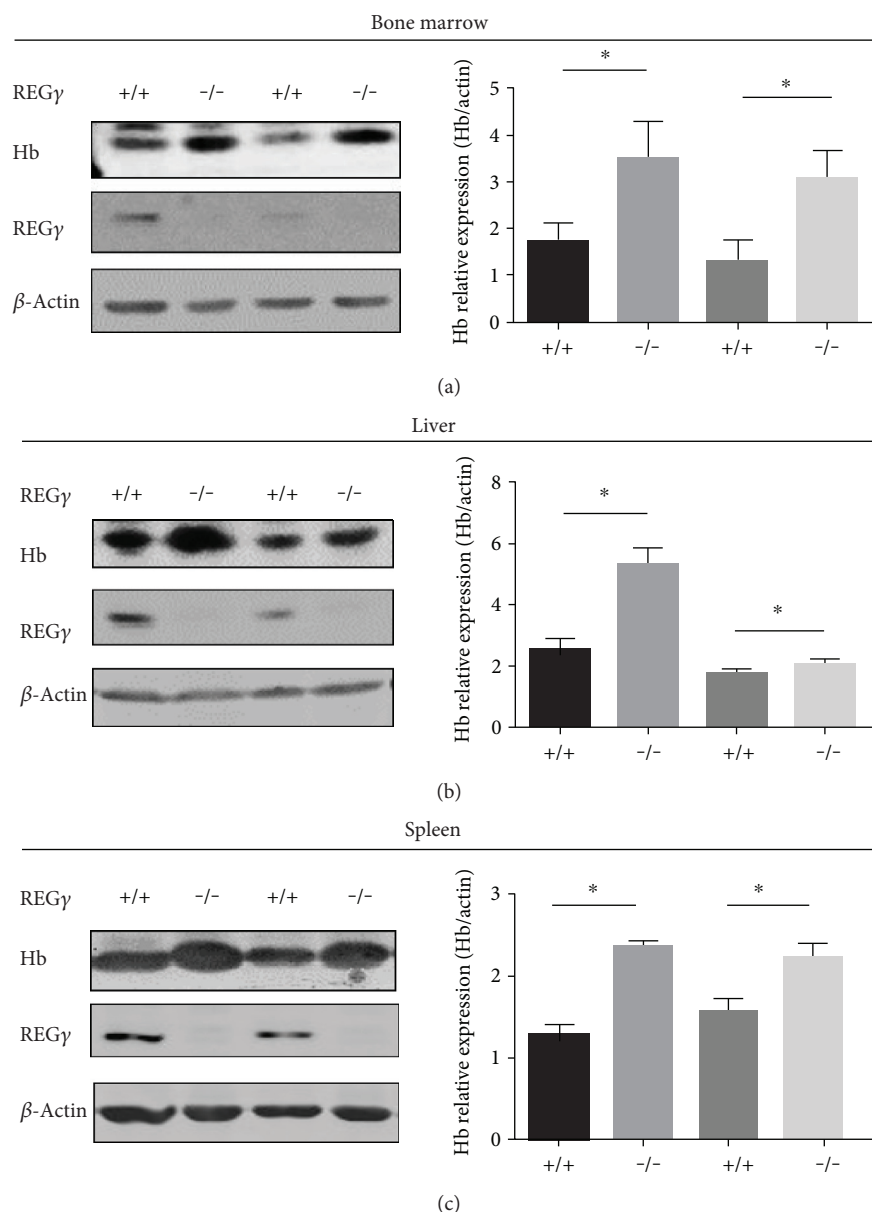 Bone marrow
REGγ +/+ −/− +/+ −/−
Hb
REGγ
β-Actin
Hb relative expression (Hb/actin)
5
4
3
2
1
0
* *
+/+ −/− +/+ −/−
(a)
Liver
REGγ +/+ −/− +/+ −/−
Hb
REGγ
β-Actin
Hb relative expression (Hb/actin)
8
6
4
2
0
*
*
+/+ −/− +/+ −/−
(b)
Spleen
REGγ +/+ −/− +/+ −/−
Hb
REGγ
β-Actin
Hb relative expression (Hb/actin)
3
2
1
0
* *
+/+ −/− +/+ −/−
(c)